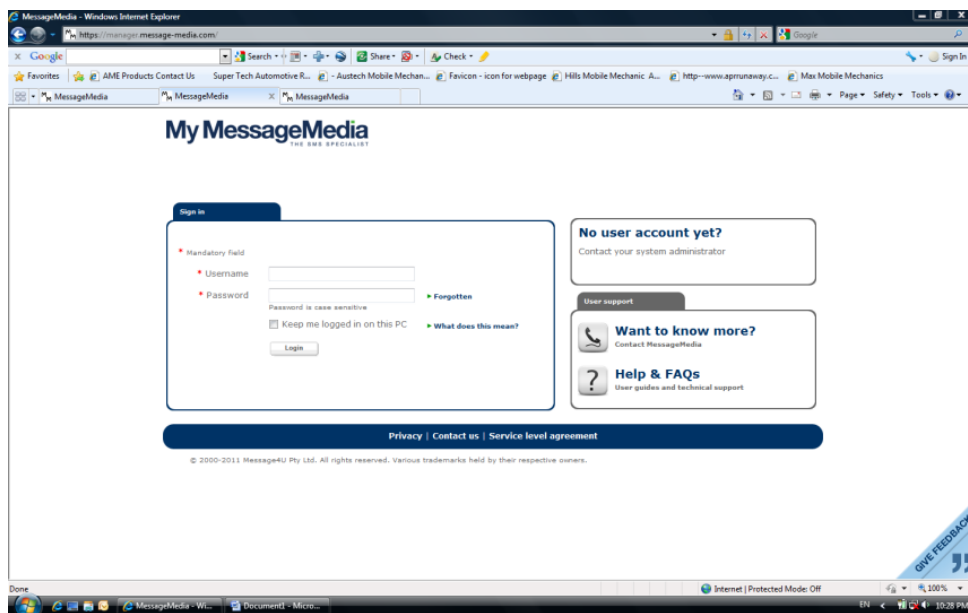 MessageMedia - Windows Internet Explorer
https://manager.message-media.com/
Google
x Google Search Share Check Sign In
Favorites AME Products Contact Us Super Tech Automotive R... - Austech Mobile Mechan... Favicon - icon for webpage Hills Mobile Mechanic A... http--www.aprrunaway.c... Max Mobile Mechanics
MessageMedia MessageMedia x MessageMedia Page Safety Tools
My MessageMedia
THE SMS SPECIALIST
Sign in
* Mandatory field
* Username
* Password Forgotten
Password is case sensitive
Keep me logged in on this PC What does this mean?
Login
No user account yet?
Contact your system administrator
User support
Want to know more?
Contact MessageMedia
Help & FAQs
User guides and technical support
Privacy | Contact us | Service level agreement
© 2000-2011 Message4U Pty Ltd. All rights reserved. Various trademarks held by their respective owners.
GIVE FEEDBACK
Done Internet | Protected Mode: Off 100%
MessageMedia - Wi... Document1 - Micro... EN 10:28 PM